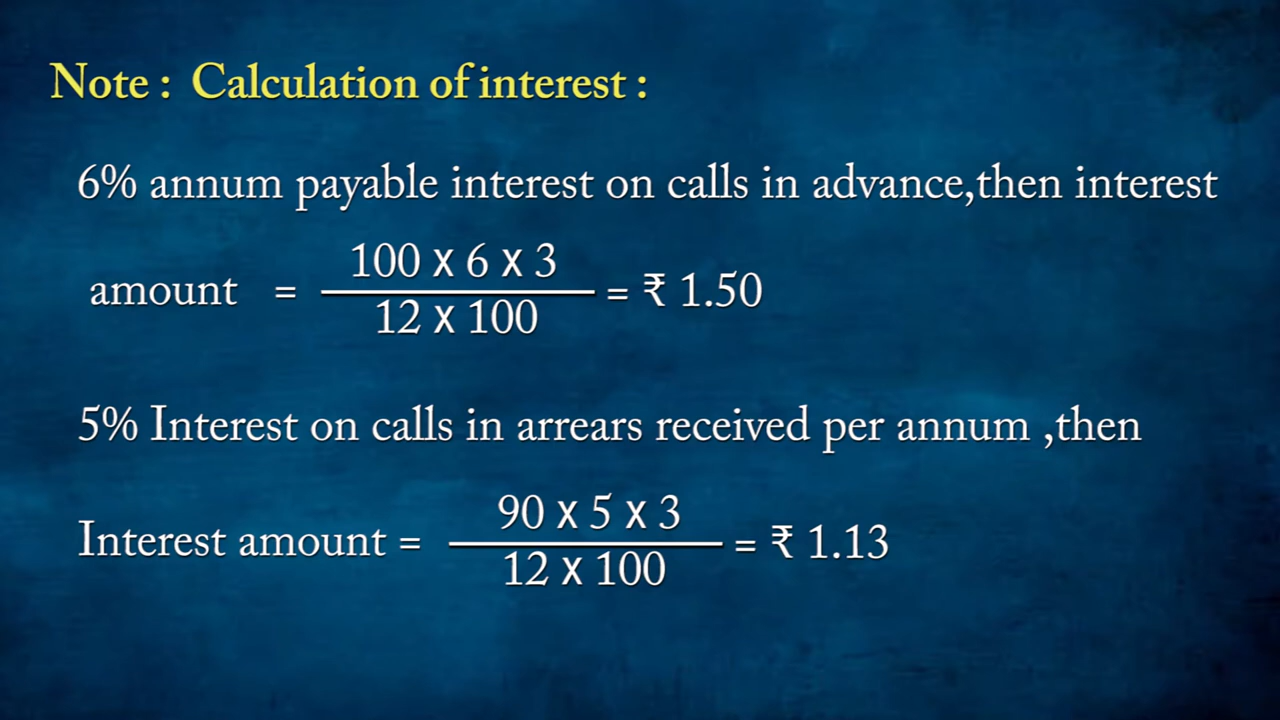 Note : Calculation of interest :
6% annum payable interest on calls in advance,then interest
100 x 6 x 3
amount = = ₹ 1.50
12 x 100
5% Interest on calls in arrears received per annum ,then
90 x 5 x 3
Interest amount = = ₹ 1.13
12 x 100